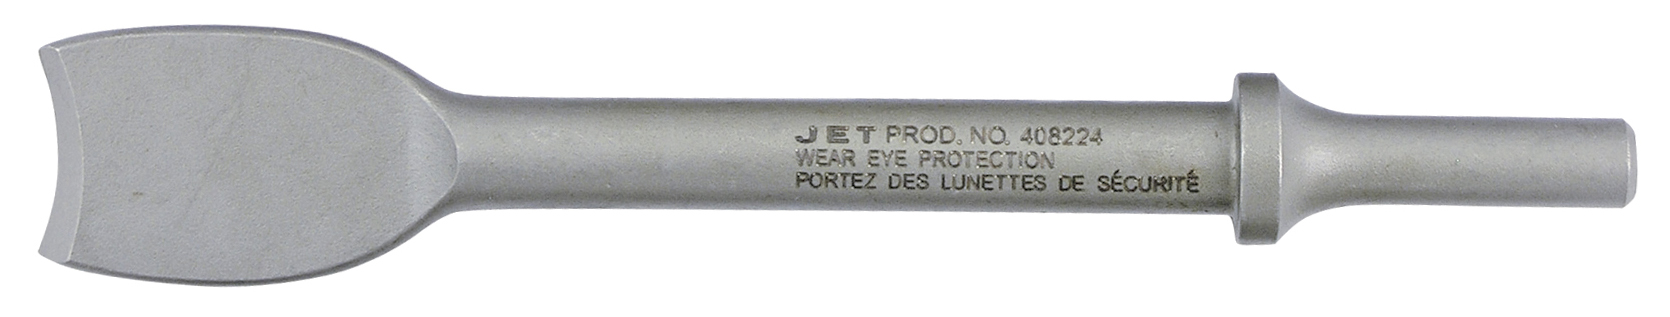 JET PROD. NO. 408224
WEAR EYE PROTECTION
PORTEZ DES LUNETTES DE SÉCURITÉ